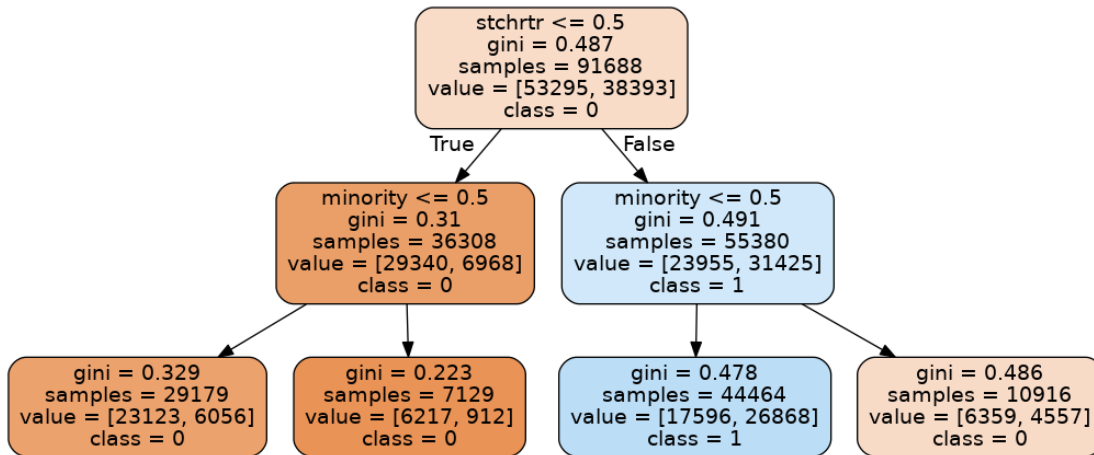 stchrtr <= 0.5
gini = 0.487
samples = 91688
value = [53295, 38393]
class = 0
True
False
minority <= 0.5
gini = 0.31
samples = 36308
value = [29340, 6968]
class = 0
minority <= 0.5
gini = 0.491
samples = 55380
value = [23955, 31425]
class = 1
gini = 0.329
samples = 29179
value = [23123, 6056]
class = 0
gini = 0.223
samples = 7129
value = [6217, 912]
class = 0
gini = 0.478
samples = 44464
value = [17596, 26868]
class = 1
gini = 0.486
samples = 10916
value = [6359, 4557]
class = 0